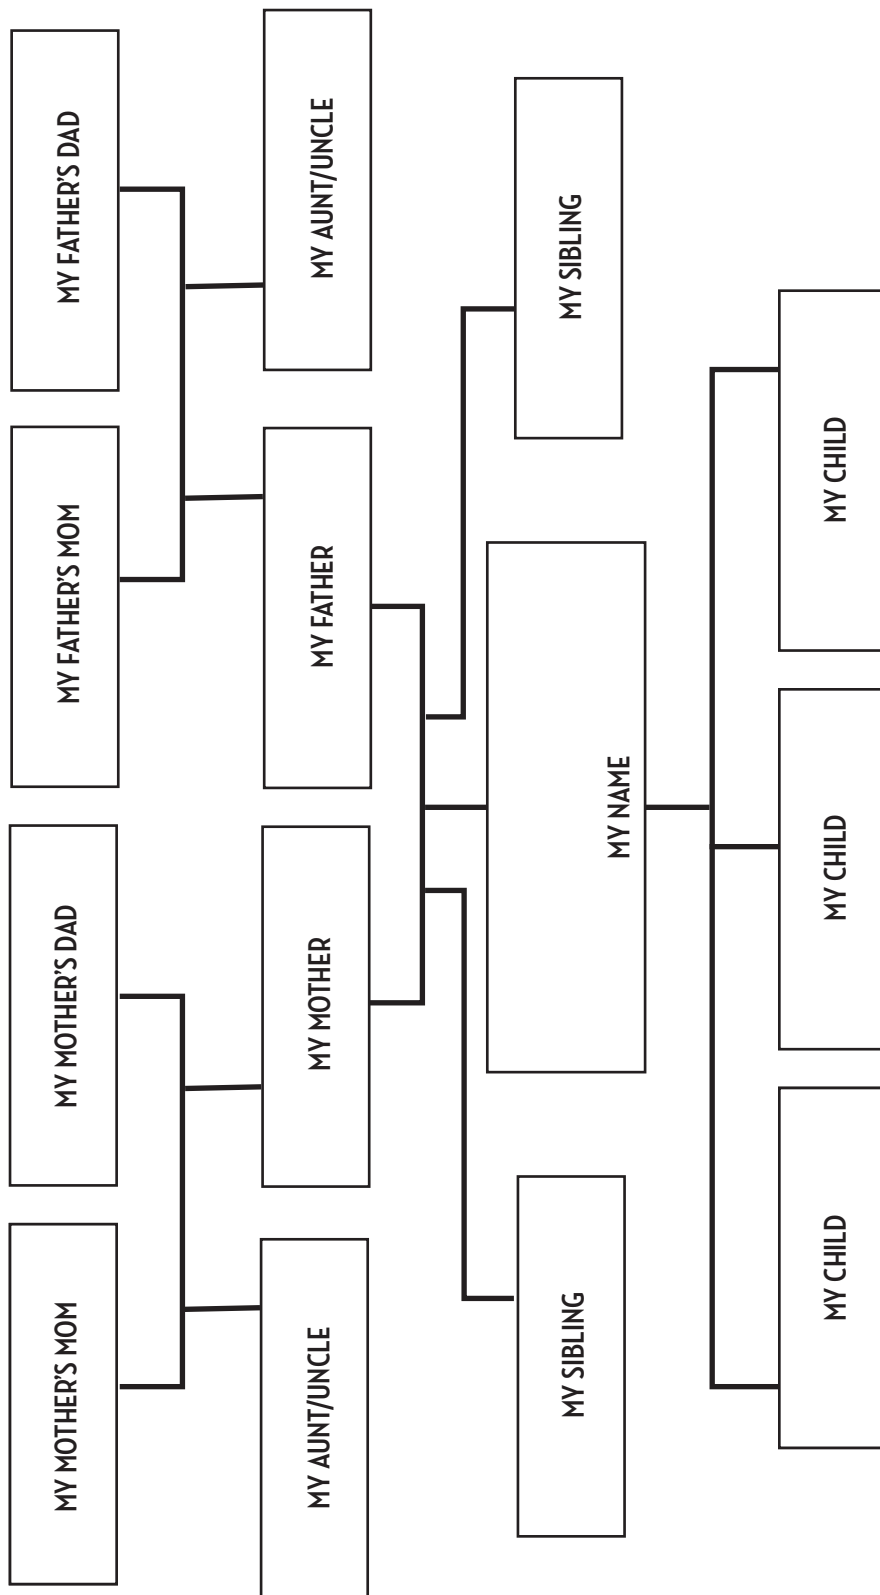 MY MOTHER'S MOM
MY MOTHER'S DAD
MY FATHER'S MOM
MY FATHER'S DAD
MY AUNT/UNCLE
MY MOTHER
MY FATHER
MY AUNT/UNCLE
MY SIBLING
MY NAME
MY SIBLING
MY CHILD
MY CHILD
MY CHILD